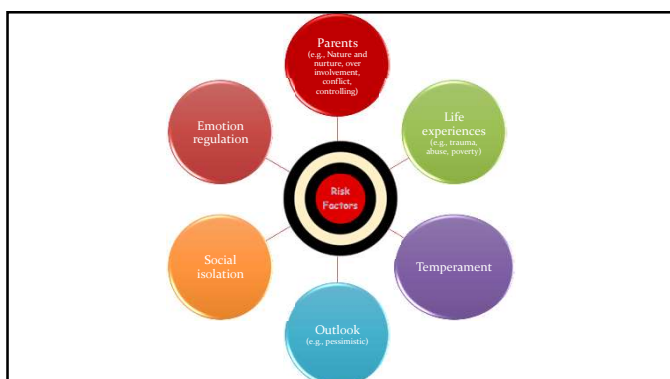 Parents
(e.g., Nature and
nurture, over
involvement,
conflict,
controlling)
Emotion
regulation
Life
experiences
(e.g., trauma,
abuse, poverty)
Risk
Factors
Social
isolation
Temperament
Outlook
(e.g., pessimistic)